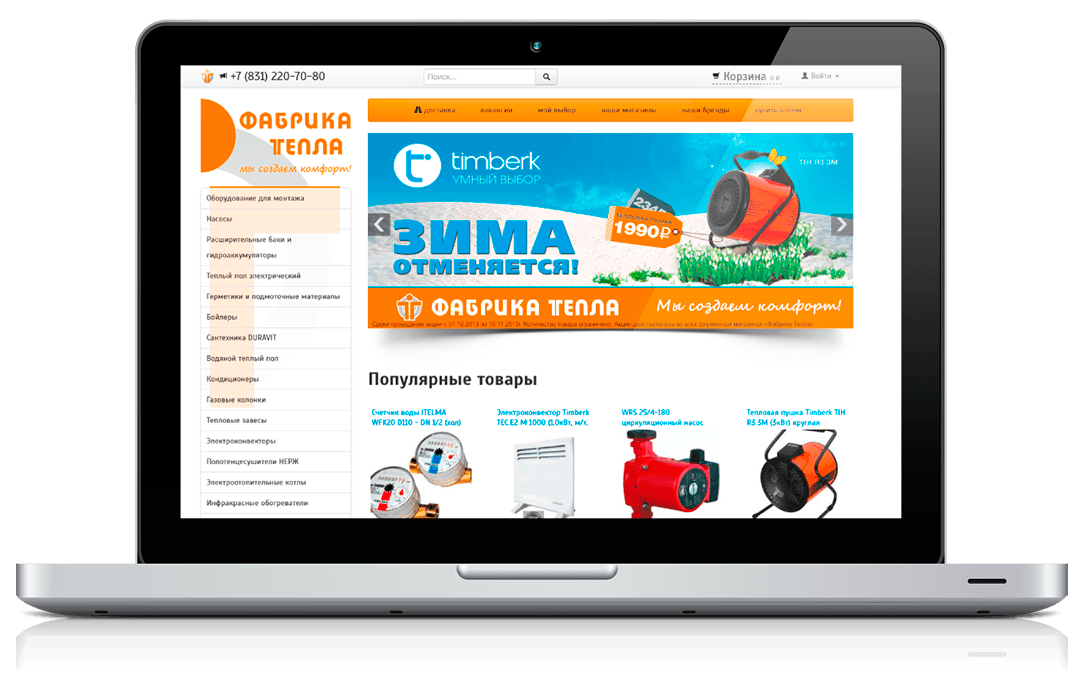 +7 (831) 220-70-80
Поиск...
Корзина 0 ₽
Войти
ФАБРИКА
ТЕПЛА
мы создаем комфорт!
доставка
вакансии
мой выбор
наши магазины
наши бренды
купить оптом
Оборудование для монтажа
Насосы
Расширительные баки и
гидроаккумуляторы
Теплый пол электрический
Герметики и подмоточные материалы
Бойлеры
Сантехника DURAVIT
Водяной теплый пол
Кондиционеры
Газовые колонки
Тепловые завесы
Электроконвекторы
Полотенцесушители НЕРЖ
Электроотопительные котлы
Инфракрасные обогреватели
timberk
УМНЫЙ ВЫБОР
TIH R3 3M
ЗИМА
ОТМЕНЯЕТСЯ!
1990₽
ФАБРИКА ТЕПЛА
Мы создаем комфорт!
Сроки проведения акции с 01.10.2013 по 15.11.2013г. Количество товара ограничено. Акция действительна во всех фирменных магазинах «Фабрика Тепла»
Популярные товары
Счетчик воды ITELMA
WFK20 D110 - DN 1/2 (хол)
Электроконвектор Timberk
TEC.E2 M 1000 (1.0кВт, м/т,
WRS 25/4-180
циркуляционный насос
Тепловая пушка Timberk TIH
R3 3M (3кВт) круглая